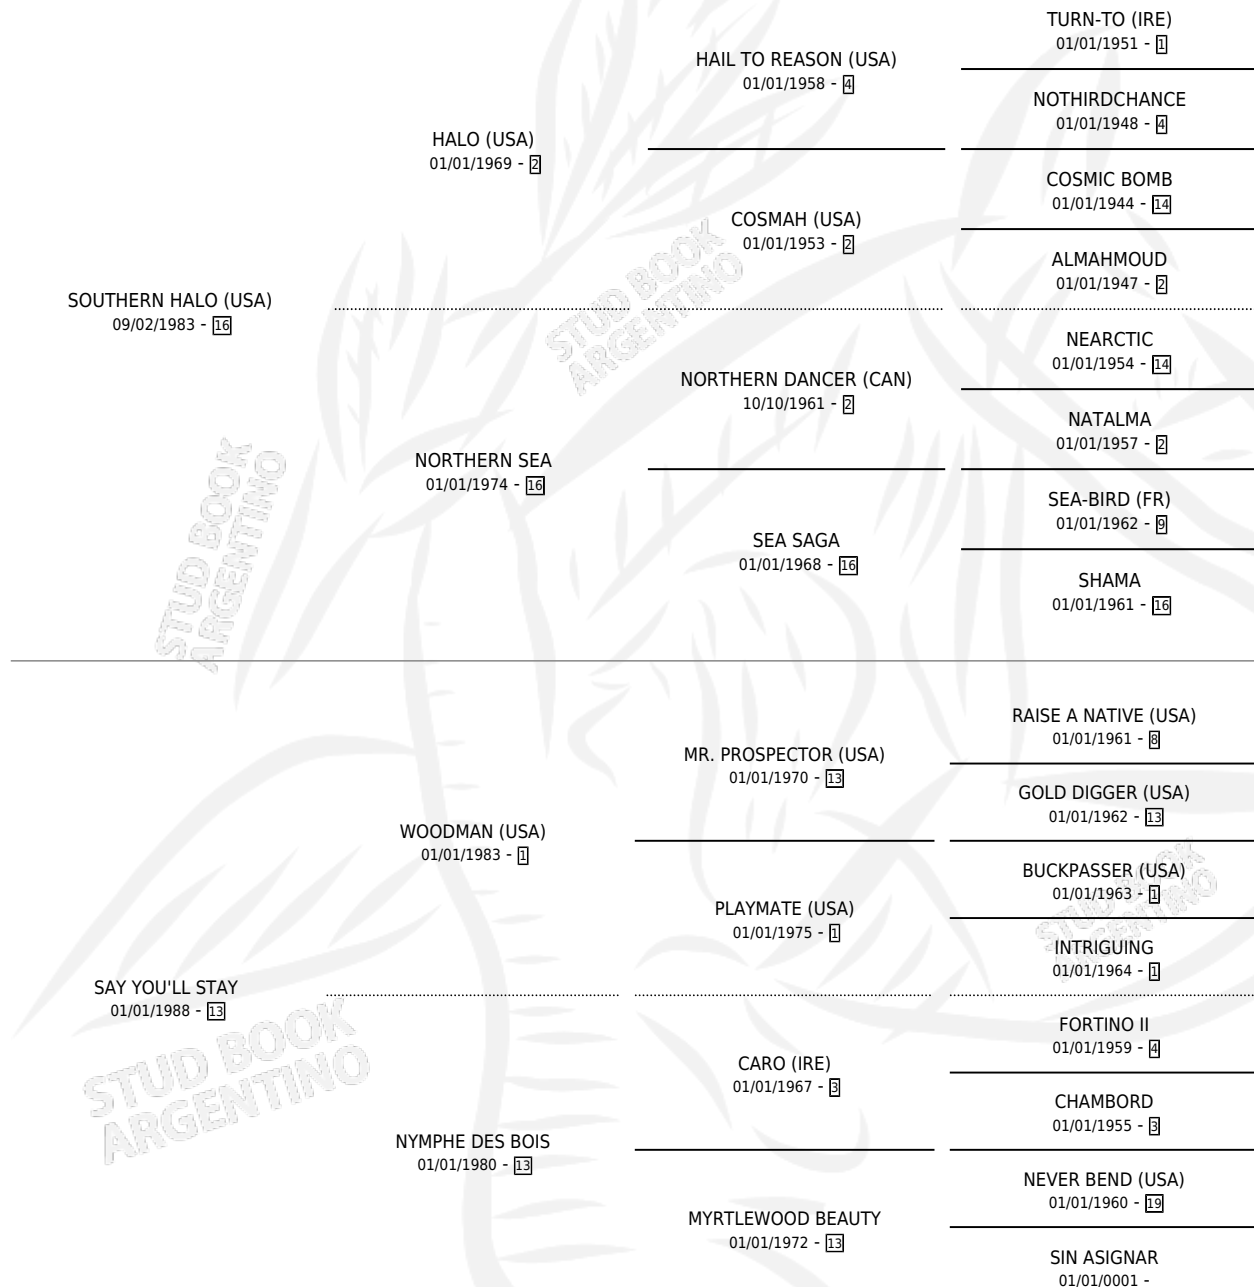 TURN-TO (IRE)
01/01/1951 - 1
HAIL TO REASON (USA)
01/01/1958 - 4
NOTHIRDCHANCE
01/01/1948 - 4
HALO (USA)
01/01/1969 - 2
COSMIC BOMB
01/01/1944 - 14
COSMAH (USA)
01/01/1953 - 2
ALMAHMOUD
01/01/1947 - 2
SOUTHERN HALO (USA)
09/02/1983 - 16
NEARCTIC
01/01/1954 - 14
NORTHERN DANCER (CAN)
10/10/1961 - 2
NATALMA
01/01/1957 - 2
NORTHERN SEA
01/01/1974 - 16
SEA-BIRD (FR)
01/01/1962 - 9
SEA SAGA
01/01/1968 - 16
SHAMA
01/01/1961 - 16
RAISE A NATIVE (USA)
01/01/1961 - 8
MR. PROSPECTOR (USA)
01/01/1970 - 13
GOLD DIGGER (USA)
01/01/1962 - 13
WOODMAN (USA)
01/01/1983 - 1
BUCKPASSER (USA)
01/01/1963 - 1
PLAYMATE (USA)
01/01/1975 - 1
INTRIGUING
01/01/1964 - 1
SAY YOU'LL STAY
01/01/1988 - 13
FORTINO II
01/01/1959 - 4
CARO (IRE)
01/01/1967 - 3
CHAMBORD
01/01/1955 - 3
NYMPHE DES BOIS
01/01/1980 - 13
NEVER BEND (USA)
01/01/1960 - 19
MYRTLEWOOD BEAUTY
01/01/1972 - 13
SIN ASIGNAR
01/01/0001 -
STUD BOOK
ARGENTINO
STUD BOOK
ARGENTINO
STUD BOOK
ARGENTINO
STUD BOOK
ARGENTINO